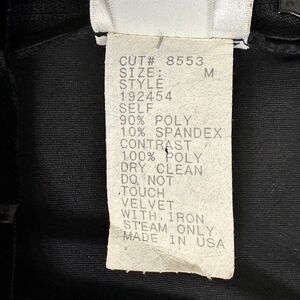 CUT# 8553
SIZE: M
STYLE
192454
SELF
90% POLY
10% SPANDEX
CONTRAST
100% POLY
DRY CLEAN
DO NOT
TOUCH
VELVET
WITH IRON
STEAM ONLY
MADE IN USA